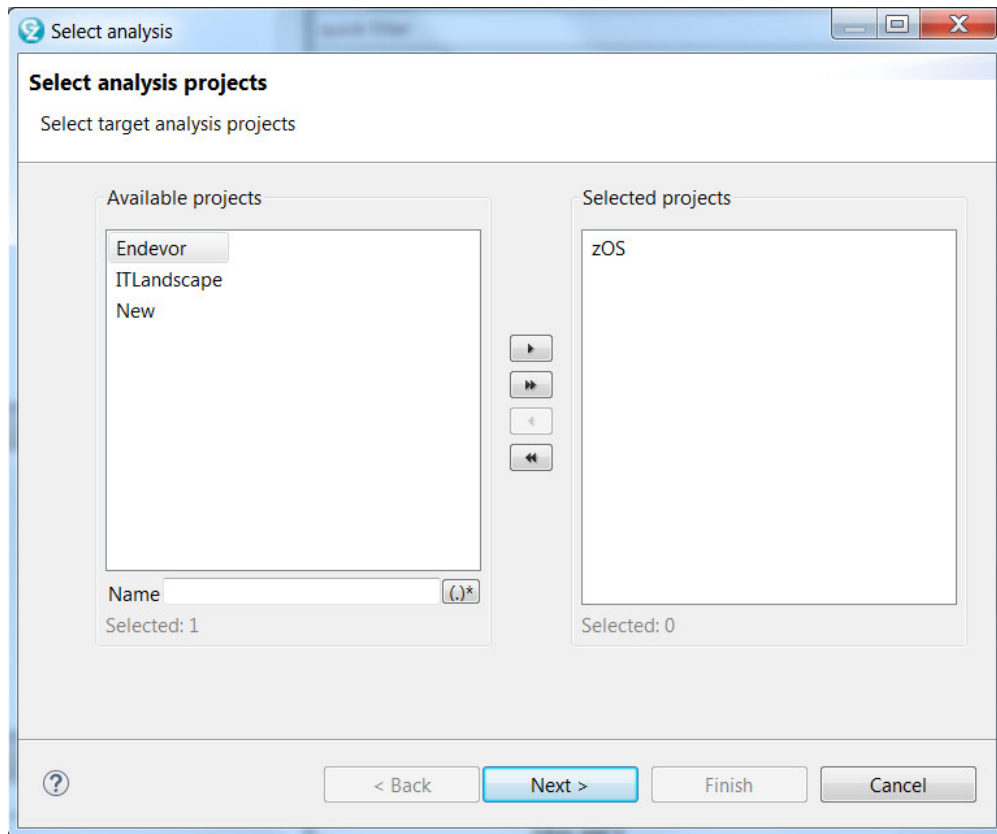 Select analysis
Select analysis projects
Select target analysis projects
Available projects
Endevor
ITLandscape
New
Name
(.)*
Selected: 1
Selected projects
zOS
Selected: 0
< Back
Next >
Finish
Cancel